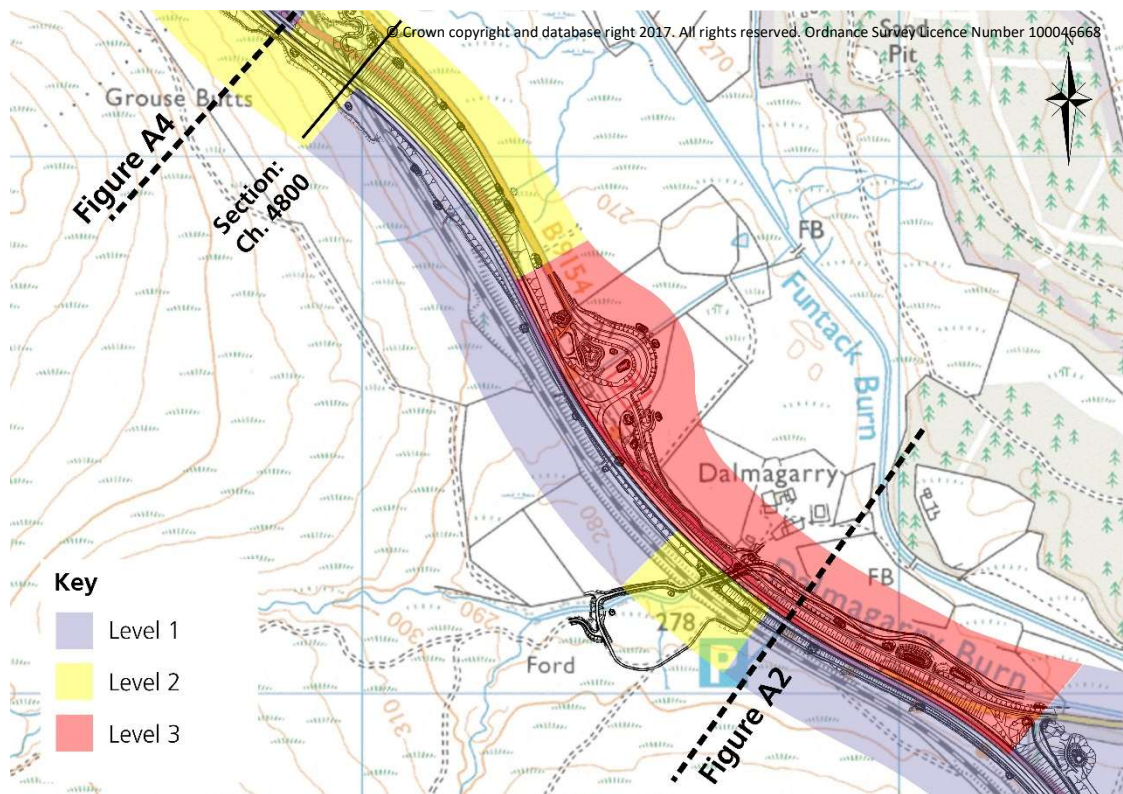 © Crown copyright and database right 2017. All rights reserved. Ordnance Survey Licence Number 100046668
Sand
Pit
270
N
Grouse Butts
Figure A4
Section:
Ch. 4800
270
B9154
FB
Funtack Burn
Dalmagarry
280
FB
Dalmagarry Burn
278
P
Ford
290
300
310
Figure A2
Key
Level 1
Level 2
Level 3